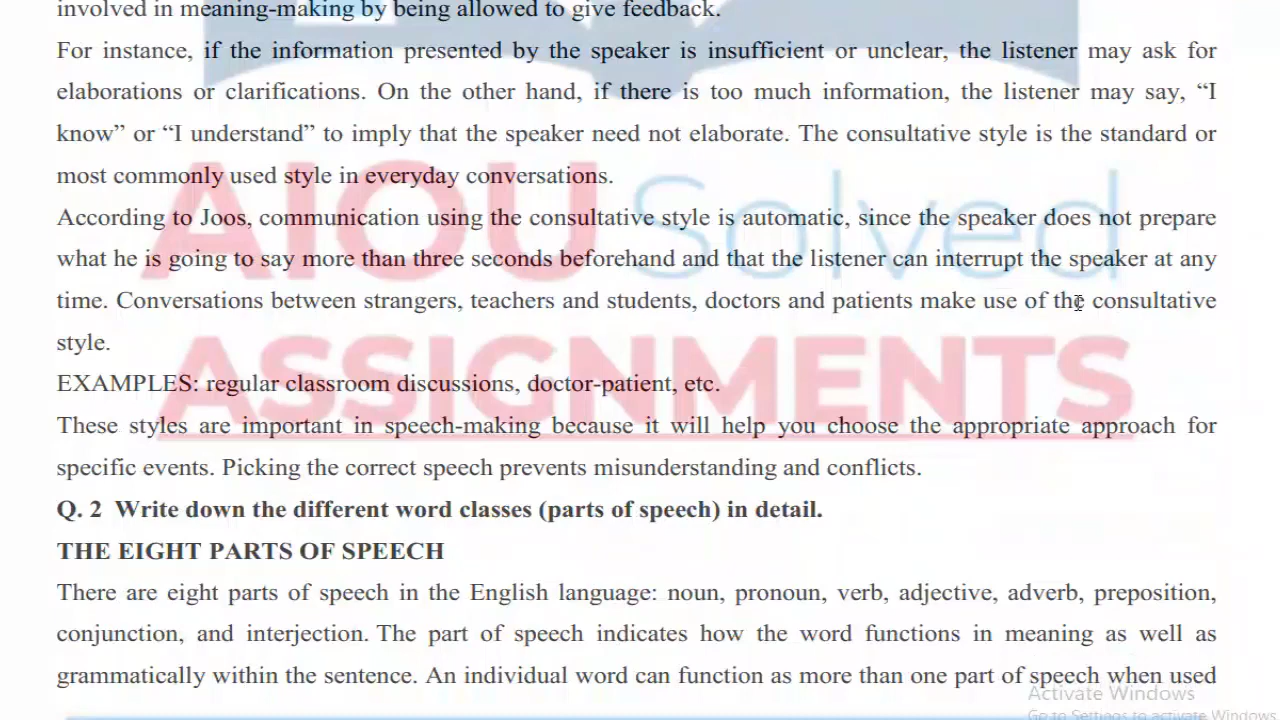 involved in meaning-making by being allowed to give feedback.
For instance, if the information presented by the speaker is insufficient or unclear, the listener may ask for
elaborations or clarifications. On the other hand, if there is too much information, the listener may say, “I
know” or “I understand” to imply that the speaker need not elaborate. The consultative style is the standard or
most commonly used style in everyday conversations.
According to Joos, communication using the consultative style is automatic, since the speaker does not prepare
what he is going to say more than three seconds beforehand and that the listener can interrupt the speaker at any
time. Conversations between strangers, teachers and students, doctors and patients make use of the consultative
style.
EXAMPLES: regular classroom discussions, doctor-patient, etc.
These styles are important in speech-making because it will help you choose the appropriate approach for
specific events. Picking the correct speech prevents misunderstanding and conflicts.
Q. 2 Write down the different word classes (parts of speech) in detail.
THE EIGHT PARTS OF SPEECH
There are eight parts of speech in the English language: noun, pronoun, verb, adjective, adverb, preposition,
conjunction, and interjection. The part of speech indicates how the word functions in meaning as well as
grammatically within the sentence. An individual word can function as more than one part of speech when used
AIOU Solved
ASSIGNMENTS
Activate Windows
Go to Settings to activate Windows